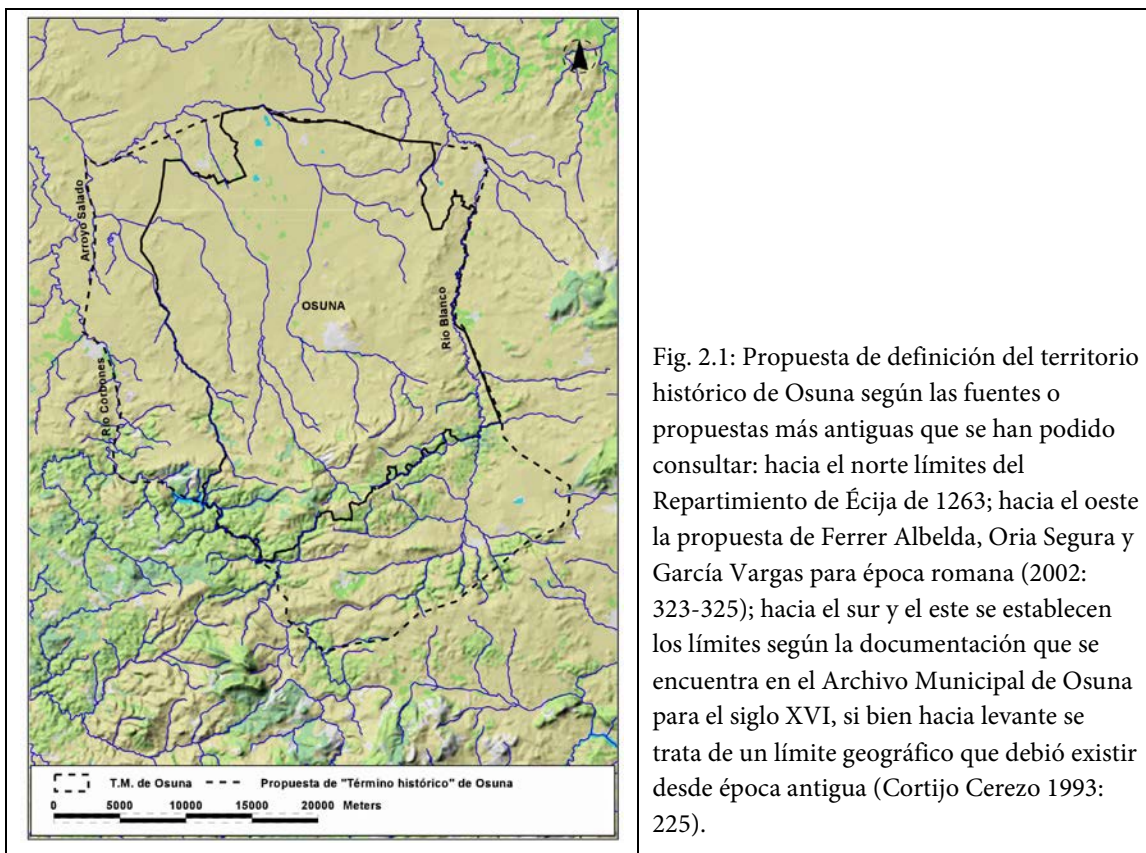 Arroyo Salado
Río Corbones
OSUNA
Río Blanco
T.M. de Osuna
Propuesta de "Término histórico" de Osuna
0 5000 10000 15000 20000 Meters
Fig. 2.1: Propuesta de definición del territorio
histórico de Osuna según las fuentes o
propuestas más antiguas que se han podido
consultar: hacia el norte límites del
Repartimiento de Écija de 1263; hacia el oeste
la propuesta de Ferrer Albelda, Oria Segura y
García Vargas para época romana (2002:
323-325); hacia el sur y el este se establecen
los límites según la documentación que se
encuentra en el Archivo Municipal de Osuna
para el siglo XVI, si bien hacia levante se
trata de un límite geográfico que debió existir
desde época antigua (Cortijo Cerezo 1993:
225).